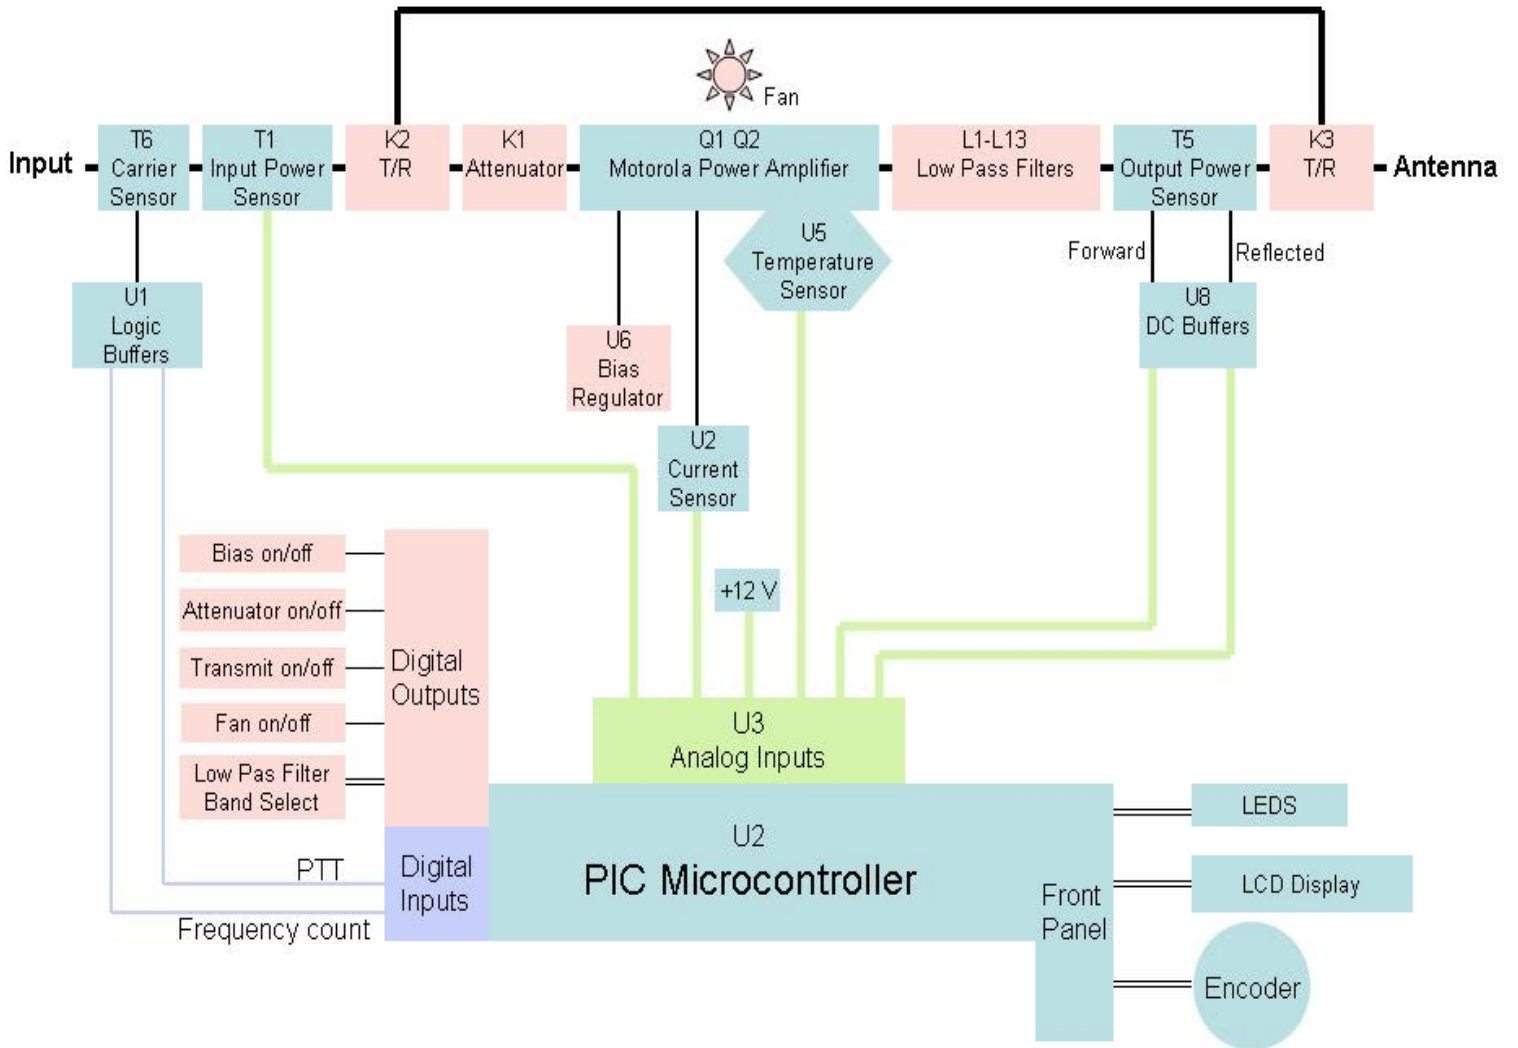 Fan
Input
T6
Carrier
Sensor
T1
Input Power
Sensor
K2
T/R
K1
Attenuator
Q1 Q2
Motorola Power Amplifier
L1-L13
Low Pass Filters
T5
Output Power
Sensor
K3
T/R
Antenna
U5
Temperature
Sensor
Forward
Reflected
U1
Logic
Buffers
U8
DC Buffers
U6
Bias
Regulator
U2
Current
Sensor
Bias on/off
Attenuator on/off
Transmit on/off
Fan on/off
Low Pas Filter
Band Select
Digital
Outputs
+12 V
U3
Analog Inputs
PTT
Frequency count
Digital
Inputs
U2
PIC Microcontroller
Front
Panel
LEDS
LCD Display
Encoder